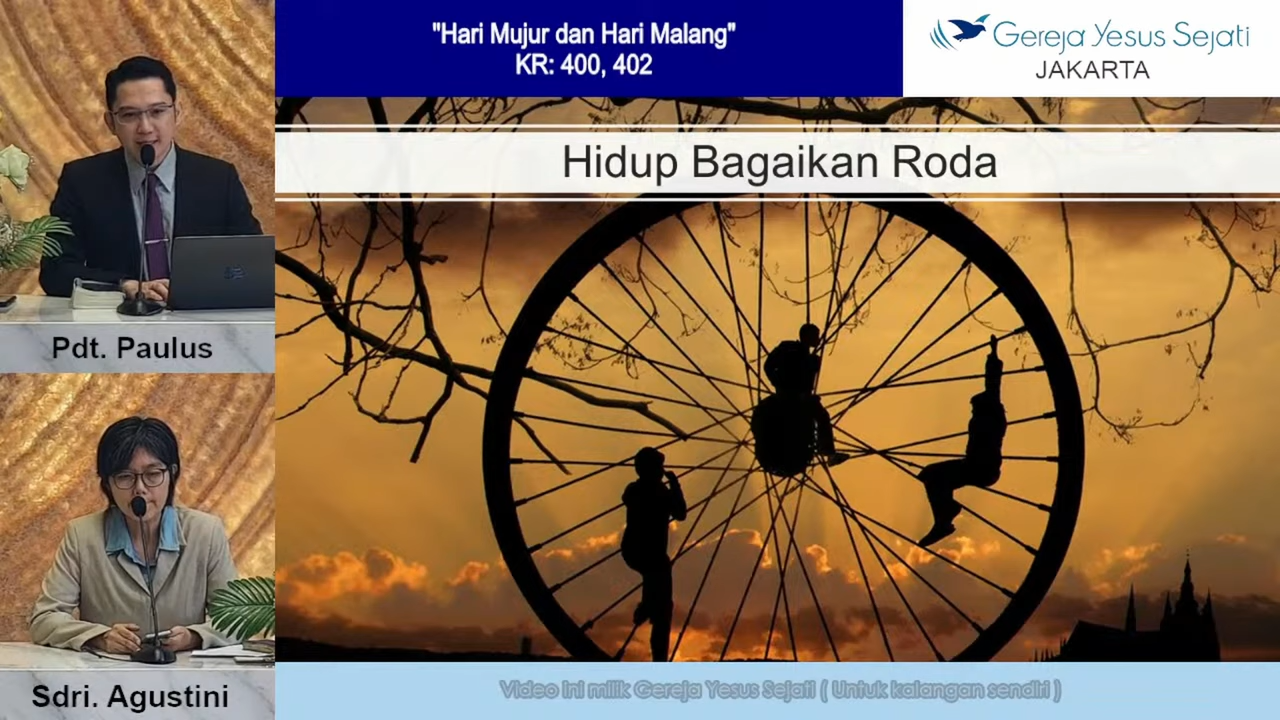 "Hari Mujur dan Hari Malang"
KR: 400, 402
Gereja Yesus Sejati
JAKARTA
Hidup Bagaikan Roda
Pdt. Paulus
Sdri. Agustini
Video ini milik Gereja Yesus Sejati ( Untuk kalangan sendiri )